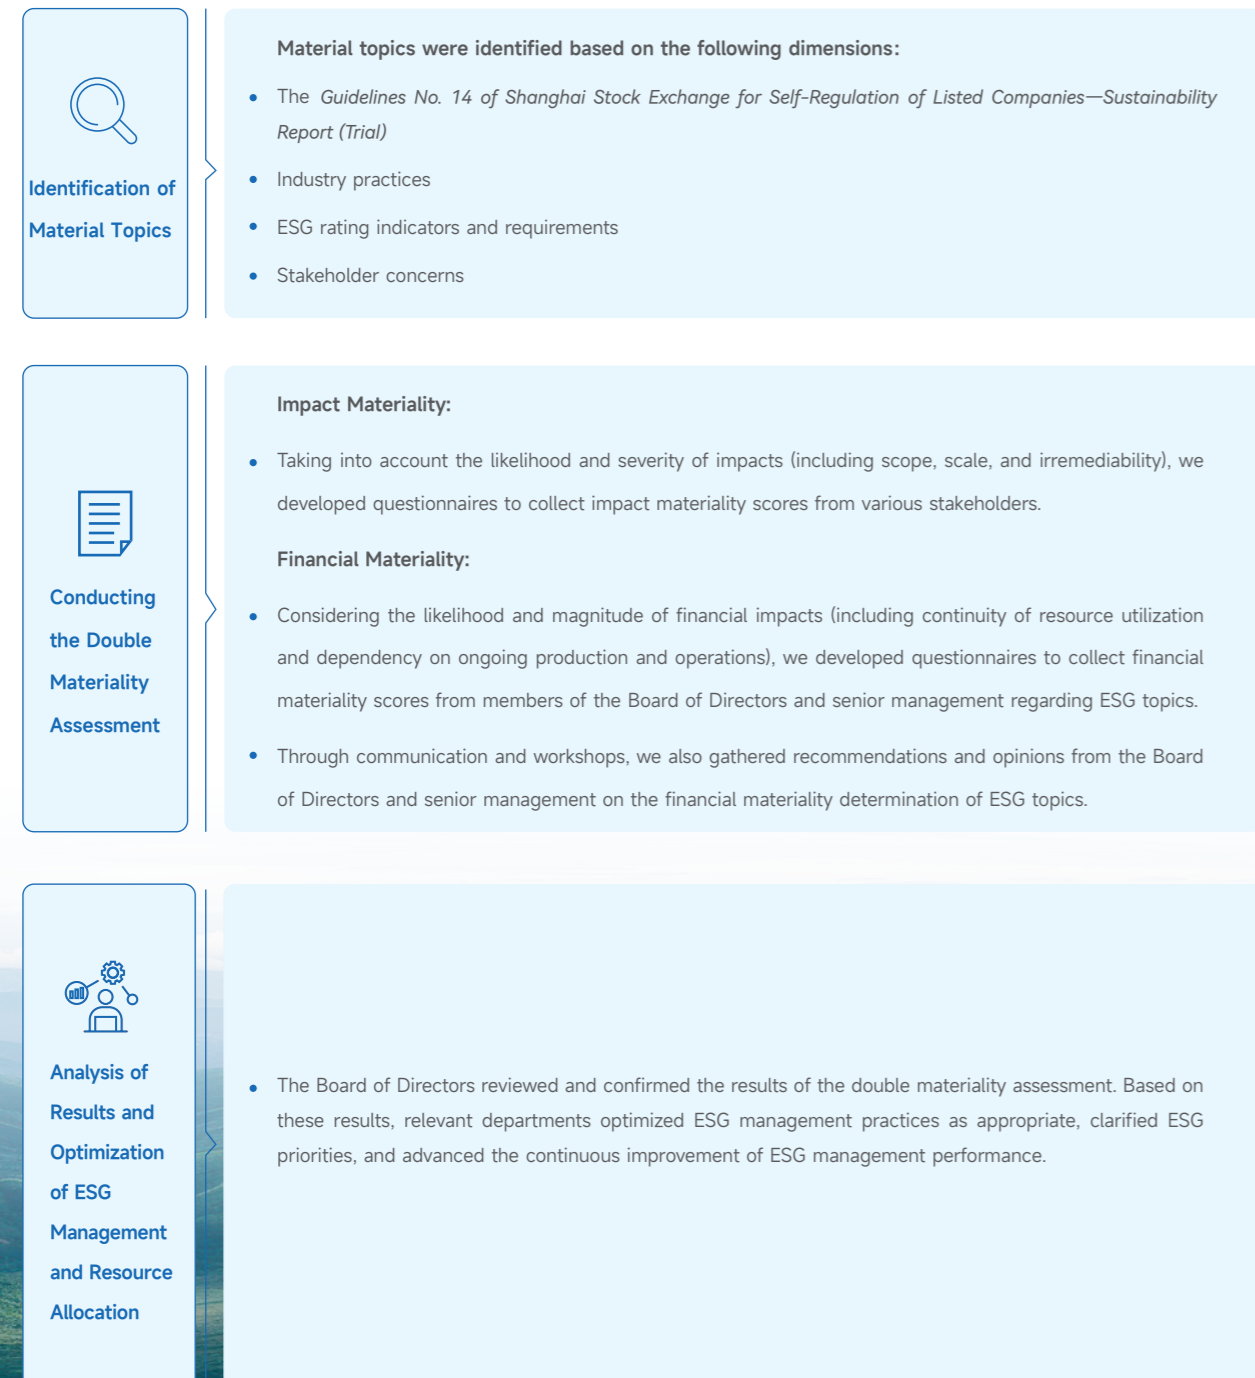 Identification of
Material Topics
Material topics were identified based on the following dimensions:
The Guidelines No. 14 of Shanghai Stock Exchange for Self-Regulation of Listed Companies—Sustainability
Report (Trial)
Industry practices
ESG rating indicators and requirements
Stakeholder concerns
Conducting
the Double
Materiality
Assessment
Impact Materiality:
Taking into account the likelihood and severity of impacts (including scope, scale, and irremediability), we
developed questionnaires to collect impact materiality scores from various stakeholders.
Financial Materiality:
Considering the likelihood and magnitude of financial impacts (including continuity of resource utilization
and dependency on ongoing production and operations), we developed questionnaires to collect financial
materiality scores from members of the Board of Directors and senior management regarding ESG topics.
Through communication and workshops, we also gathered recommendations and opinions from the Board
of Directors and senior management on the financial materiality determination of ESG topics.
Analysis of
Results and
Optimization
of ESG
Management
and Resource
Allocation
The Board of Directors reviewed and confirmed the results of the double materiality assessment. Based on
these results, relevant departments optimized ESG management practices as appropriate, clarified ESG
priorities, and advanced the continuous improvement of ESG management performance.